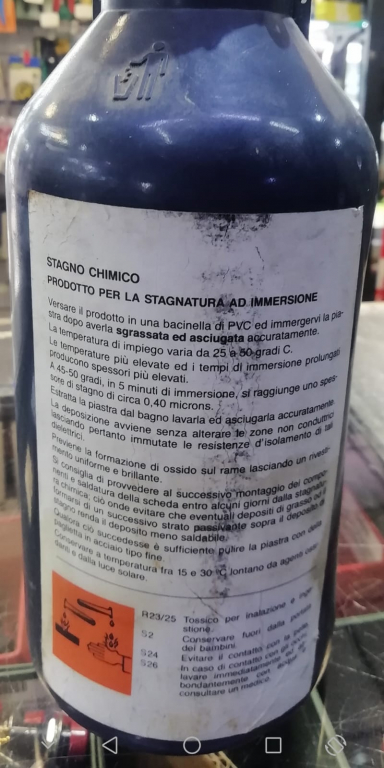 STAGNO CHIMICO
PRODOTTO PER LA STAGNATURA AD IMMERSIONE
Versare il prodotto in una bacinella di PVC ed immergervi la pia-
stra dopo averla sgrassata ed asciugata accuratamente.
La temperatura di impiego varia da 25 a 50 gradi C.
Le temperature più elevate ed i tempi di immersione prolungati
producono spessori più elevati.
A 45-50 gradi, in 5 minuti di immersione, si raggiunge uno spes-
sore di stagno di circa 0,40 microns.
Estratta la piastra dal bagno lavarla ed asciugarla accuratamente.
La deposizione avviene senza alterare le zone non conduttrici
lasciando pertanto immutate le resistenze d'isolamento di tali
dielettrici.
Previene la formazione di ossido sul rame lasciando un rivesti-
mento uniforme e brillante.
Si consiglia di provvedere al successivo montaggio dei compo-
nenti e saldatura della scheda entro alcuni giorni dalla stagnatu-
ra chimica; ciò onde evitare che eventuali depositi di grasso ed il
formarsi di un successivo strato passivante sopra il deposito di
stagno renda il deposito meno saldabile.
Qualora ciò succedesse è sufficiente pulire la piastra con della
paglietta in acciaio tipo fine.
Conservare a temperatura fra 15 e 30 °C lontano da agenti
danti e dalla luce solare.
R23/25 Tossico per inalazione e inge-
stione.
S2 Conservare fuori dalla portata
dei bambini.
S24 Evitare il contatto con la pelle.
S26 In caso di contatto con gli occhi,
lavare immediatamente ed
bondantemente con acqua e
consultare un medico.